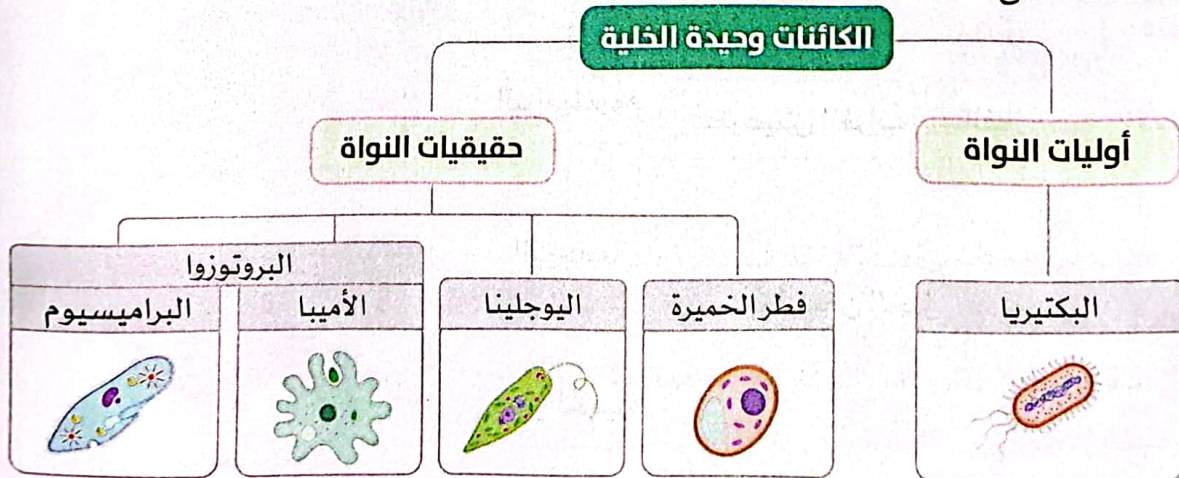 الكائنات وحيدة الخلية
أوليات النواة
حقيقيات النواة
البكتيريا
فطر الخميرة
اليوجلينا
البروتوزوا
الأميبا
البراميسيوم